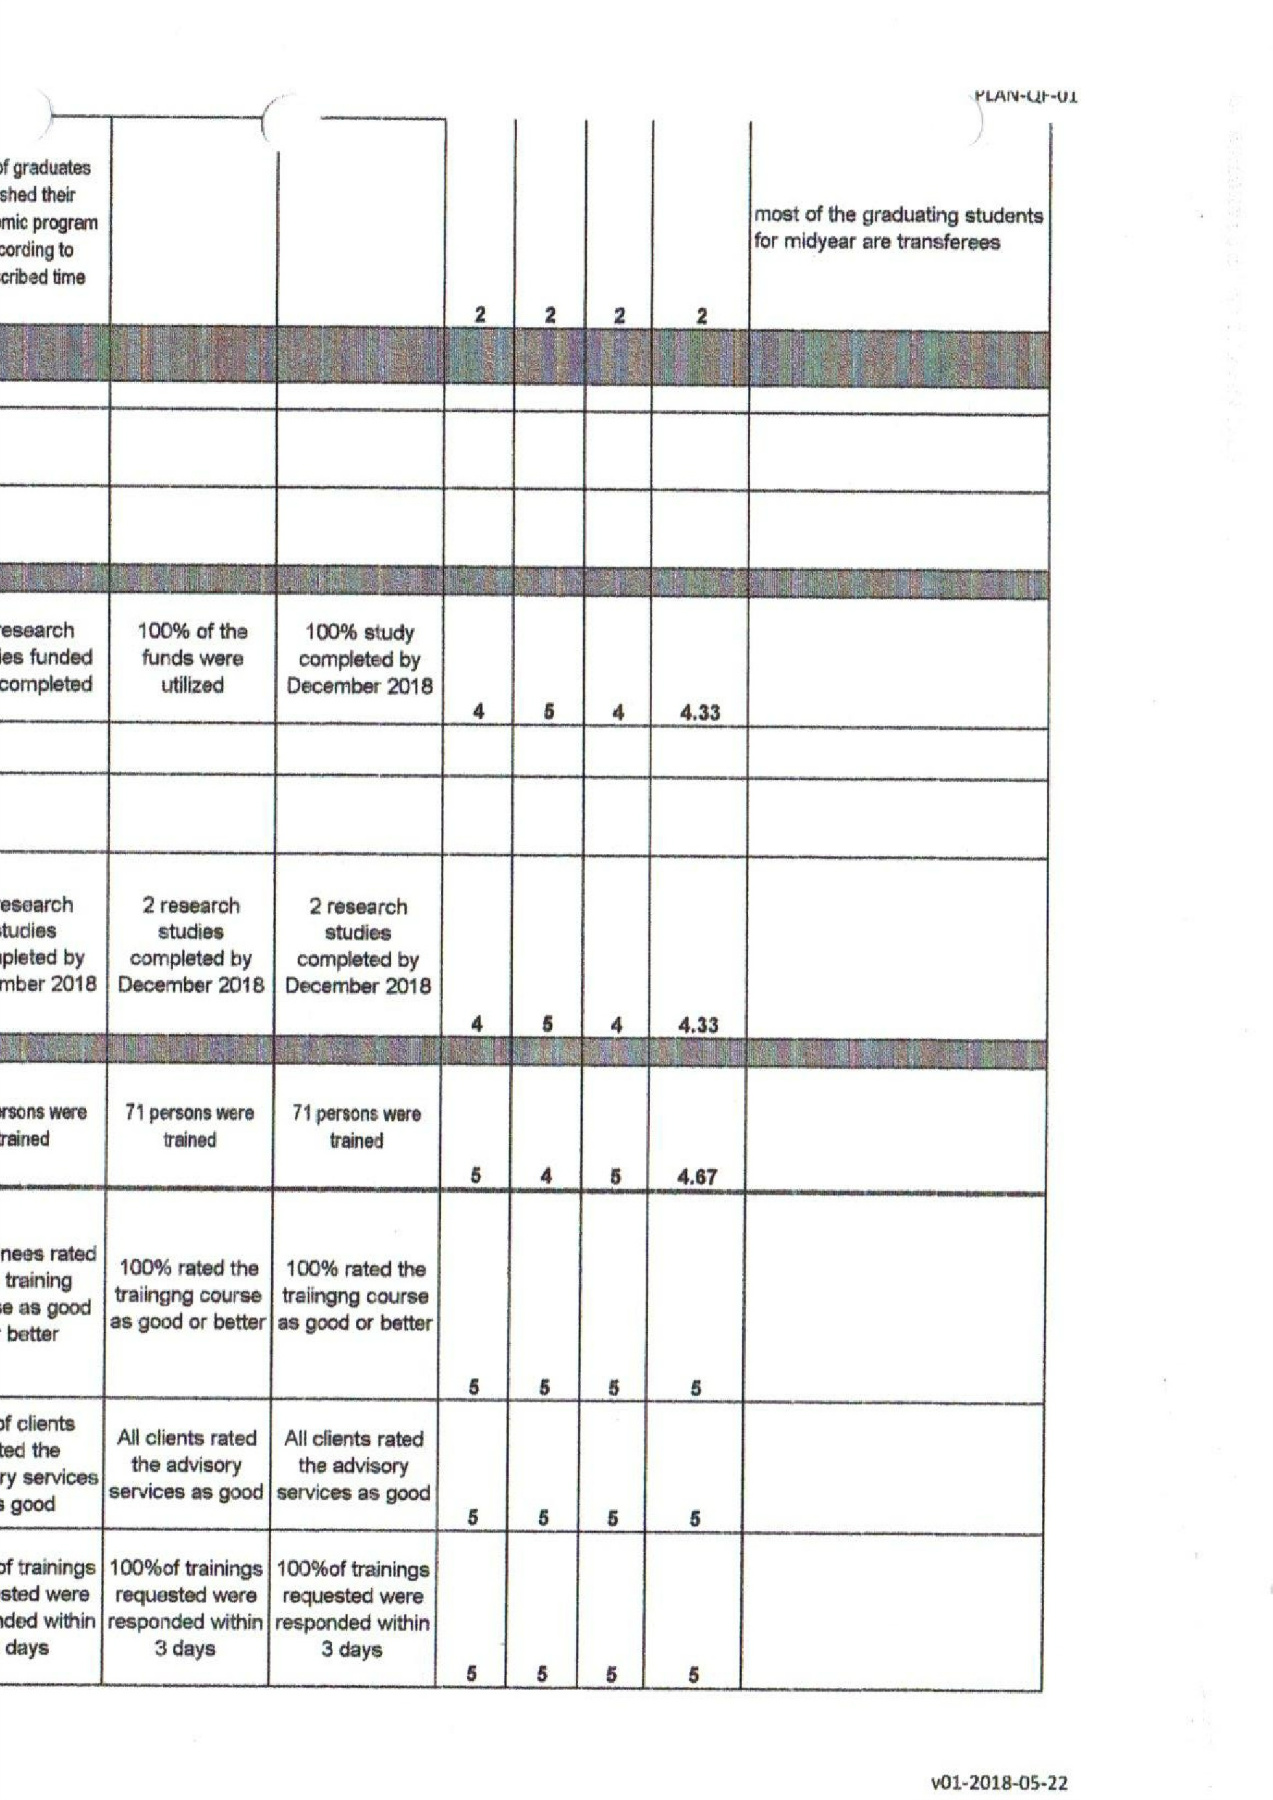 PLAN-QF-01
of graduates
shed their
mic program
cording to
cribed time
most of the graduating students
for midyear are transferees
2 2 2 2
esearch
ies funded
completed
100% of the
funds were
utilized
100% study
completed by
December 2018
4 5 4 4.33
esearch
tudies
pleted by
mber 2018
2 research
studies
completed by
December 2018
2 research
studies
completed by
December 2018
4 5 4 4.33
ersons were
rained
71 persons were
trained
71 persons were
trained
5 4 5 4.67
nees rated
training
se as good
better
100% rated the
traiingng course
as good or better
100% rated the
traiingng course
as good or better
5 5 5 5
of clients
ted the
ry services
s good
All clients rated
the advisory
services as good
All clients rated
the advisory
services as good
5 5 5 5
of trainings
sted were
nded within
days
100%of trainings
requested were
responded within
3 days
100%of trainings
requested were
responded within
3 days
5 5 5 5
v01-2018-05-22